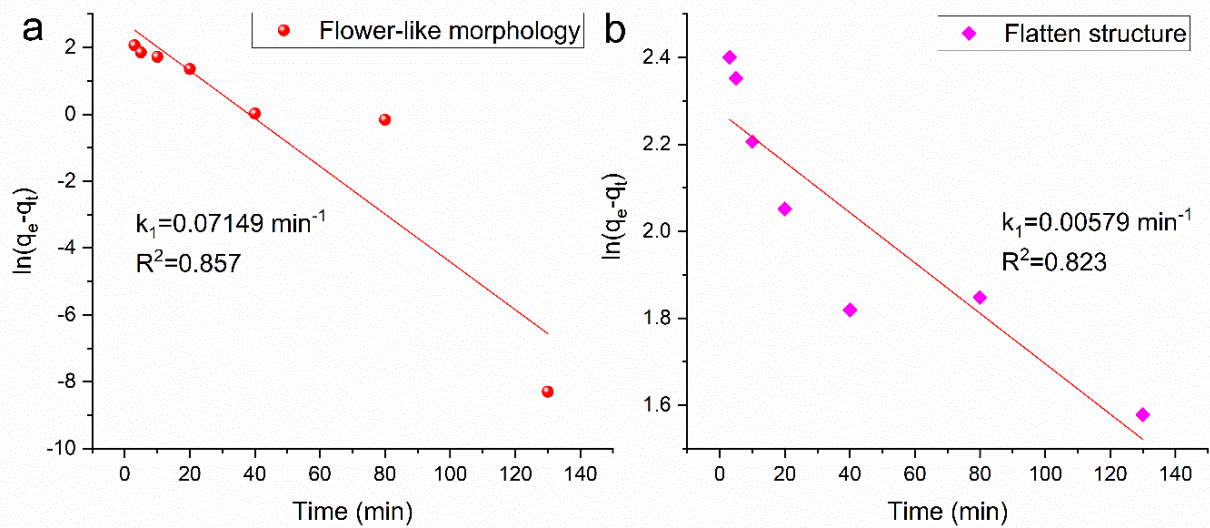 a
Flower-like morphology
2
0
-2
-4
-6
-8
-10
ln(qₑ-qₜ)
k₁=0.07149 min⁻¹
R²=0.857
0 20 40 60 80 100 120 140
Time (min)
b
Flatten structure
2.4
2.2
2.0
1.8
1.6
ln(qₑ-qₜ)
k₁=0.00579 min⁻¹
R²=0.823
0 20 40 60 80 100 120 140
Time (min)